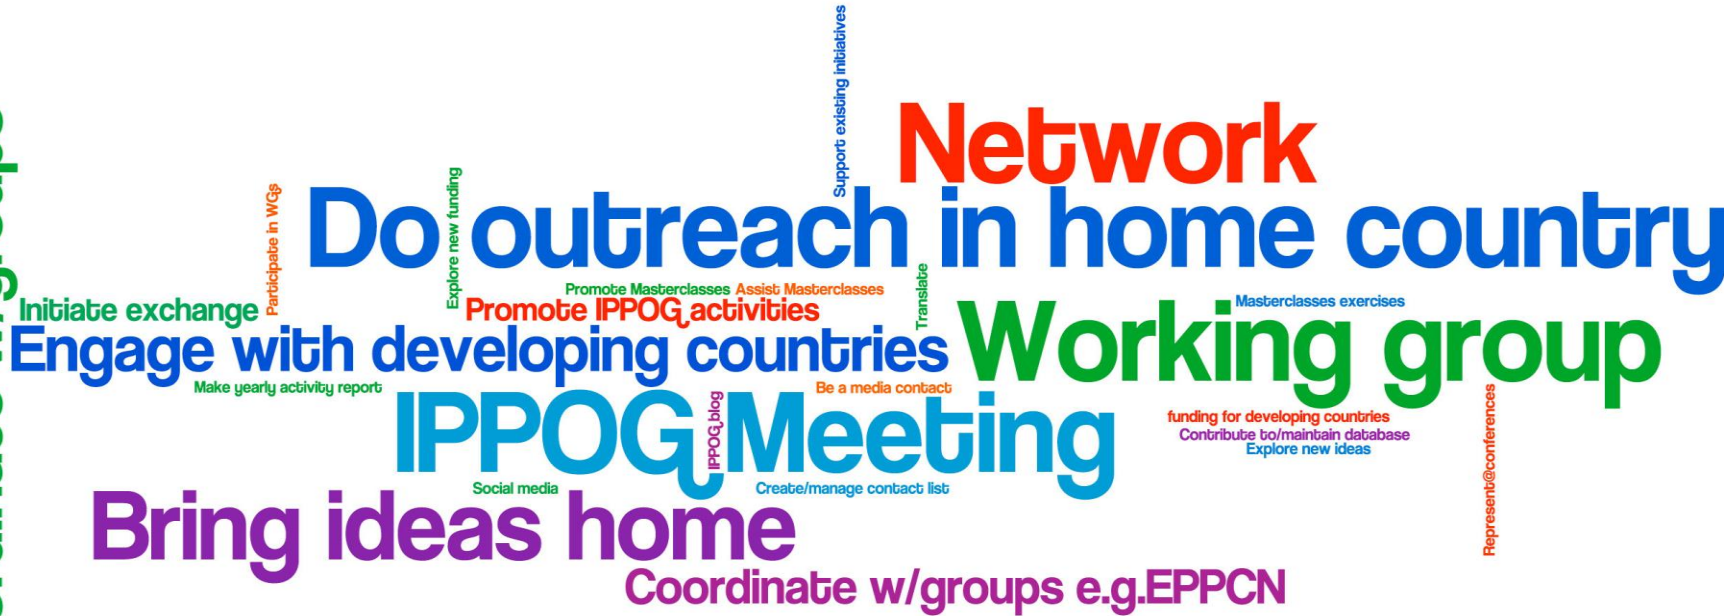 Support existing initiatives
Network
Participate in WGs
Explore new funding
Do outreach in home country
Promote Masterclasses
Assist Masterclasses
Translate
Initiate exchange
Promote IPPOG activities
Masterclasses exercises
Engage with developing countries
Working group
Make yearly activity report
Be a media contact
IPPOG Meeting
IPPOG blog
funding for developing countries
Contribute to/maintain database
Explore new ideas
Represent@conferences
Social media
Create/manage contact list
Bring ideas home
Coordinate w/groups e.g.EPPCN